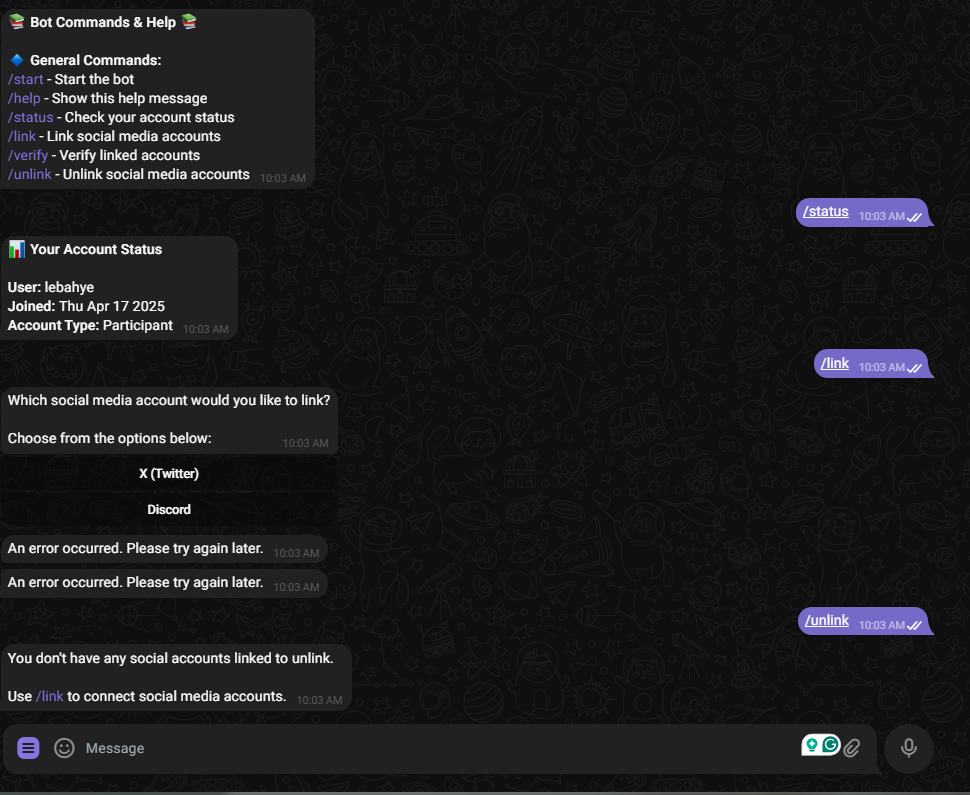 📚 Bot Commands & Help 📚
🔹 General Commands:
/start - Start the bot
/help - Show this help message
/status - Check your account status
/link - Link social media accounts
/verify - Verify linked accounts
/unlink - Unlink social media accounts 10:03 AM
/status 10:03 AM
📊 Your Account Status
User: lebahye
Joined: Thu Apr 17 2025
Account Type: Participant 10:03 AM
/link 10:03 AM
Which social media account would you like to link?
Choose from the options below: 10:03 AM
X (Twitter)
Discord
An error occurred. Please try again later. 10:03 AM
An error occurred. Please try again later. 10:03 AM
/unlink 10:03 AM
You don't have any social accounts linked to unlink.
Use /link to connect social media accounts. 10:03 AM
Message